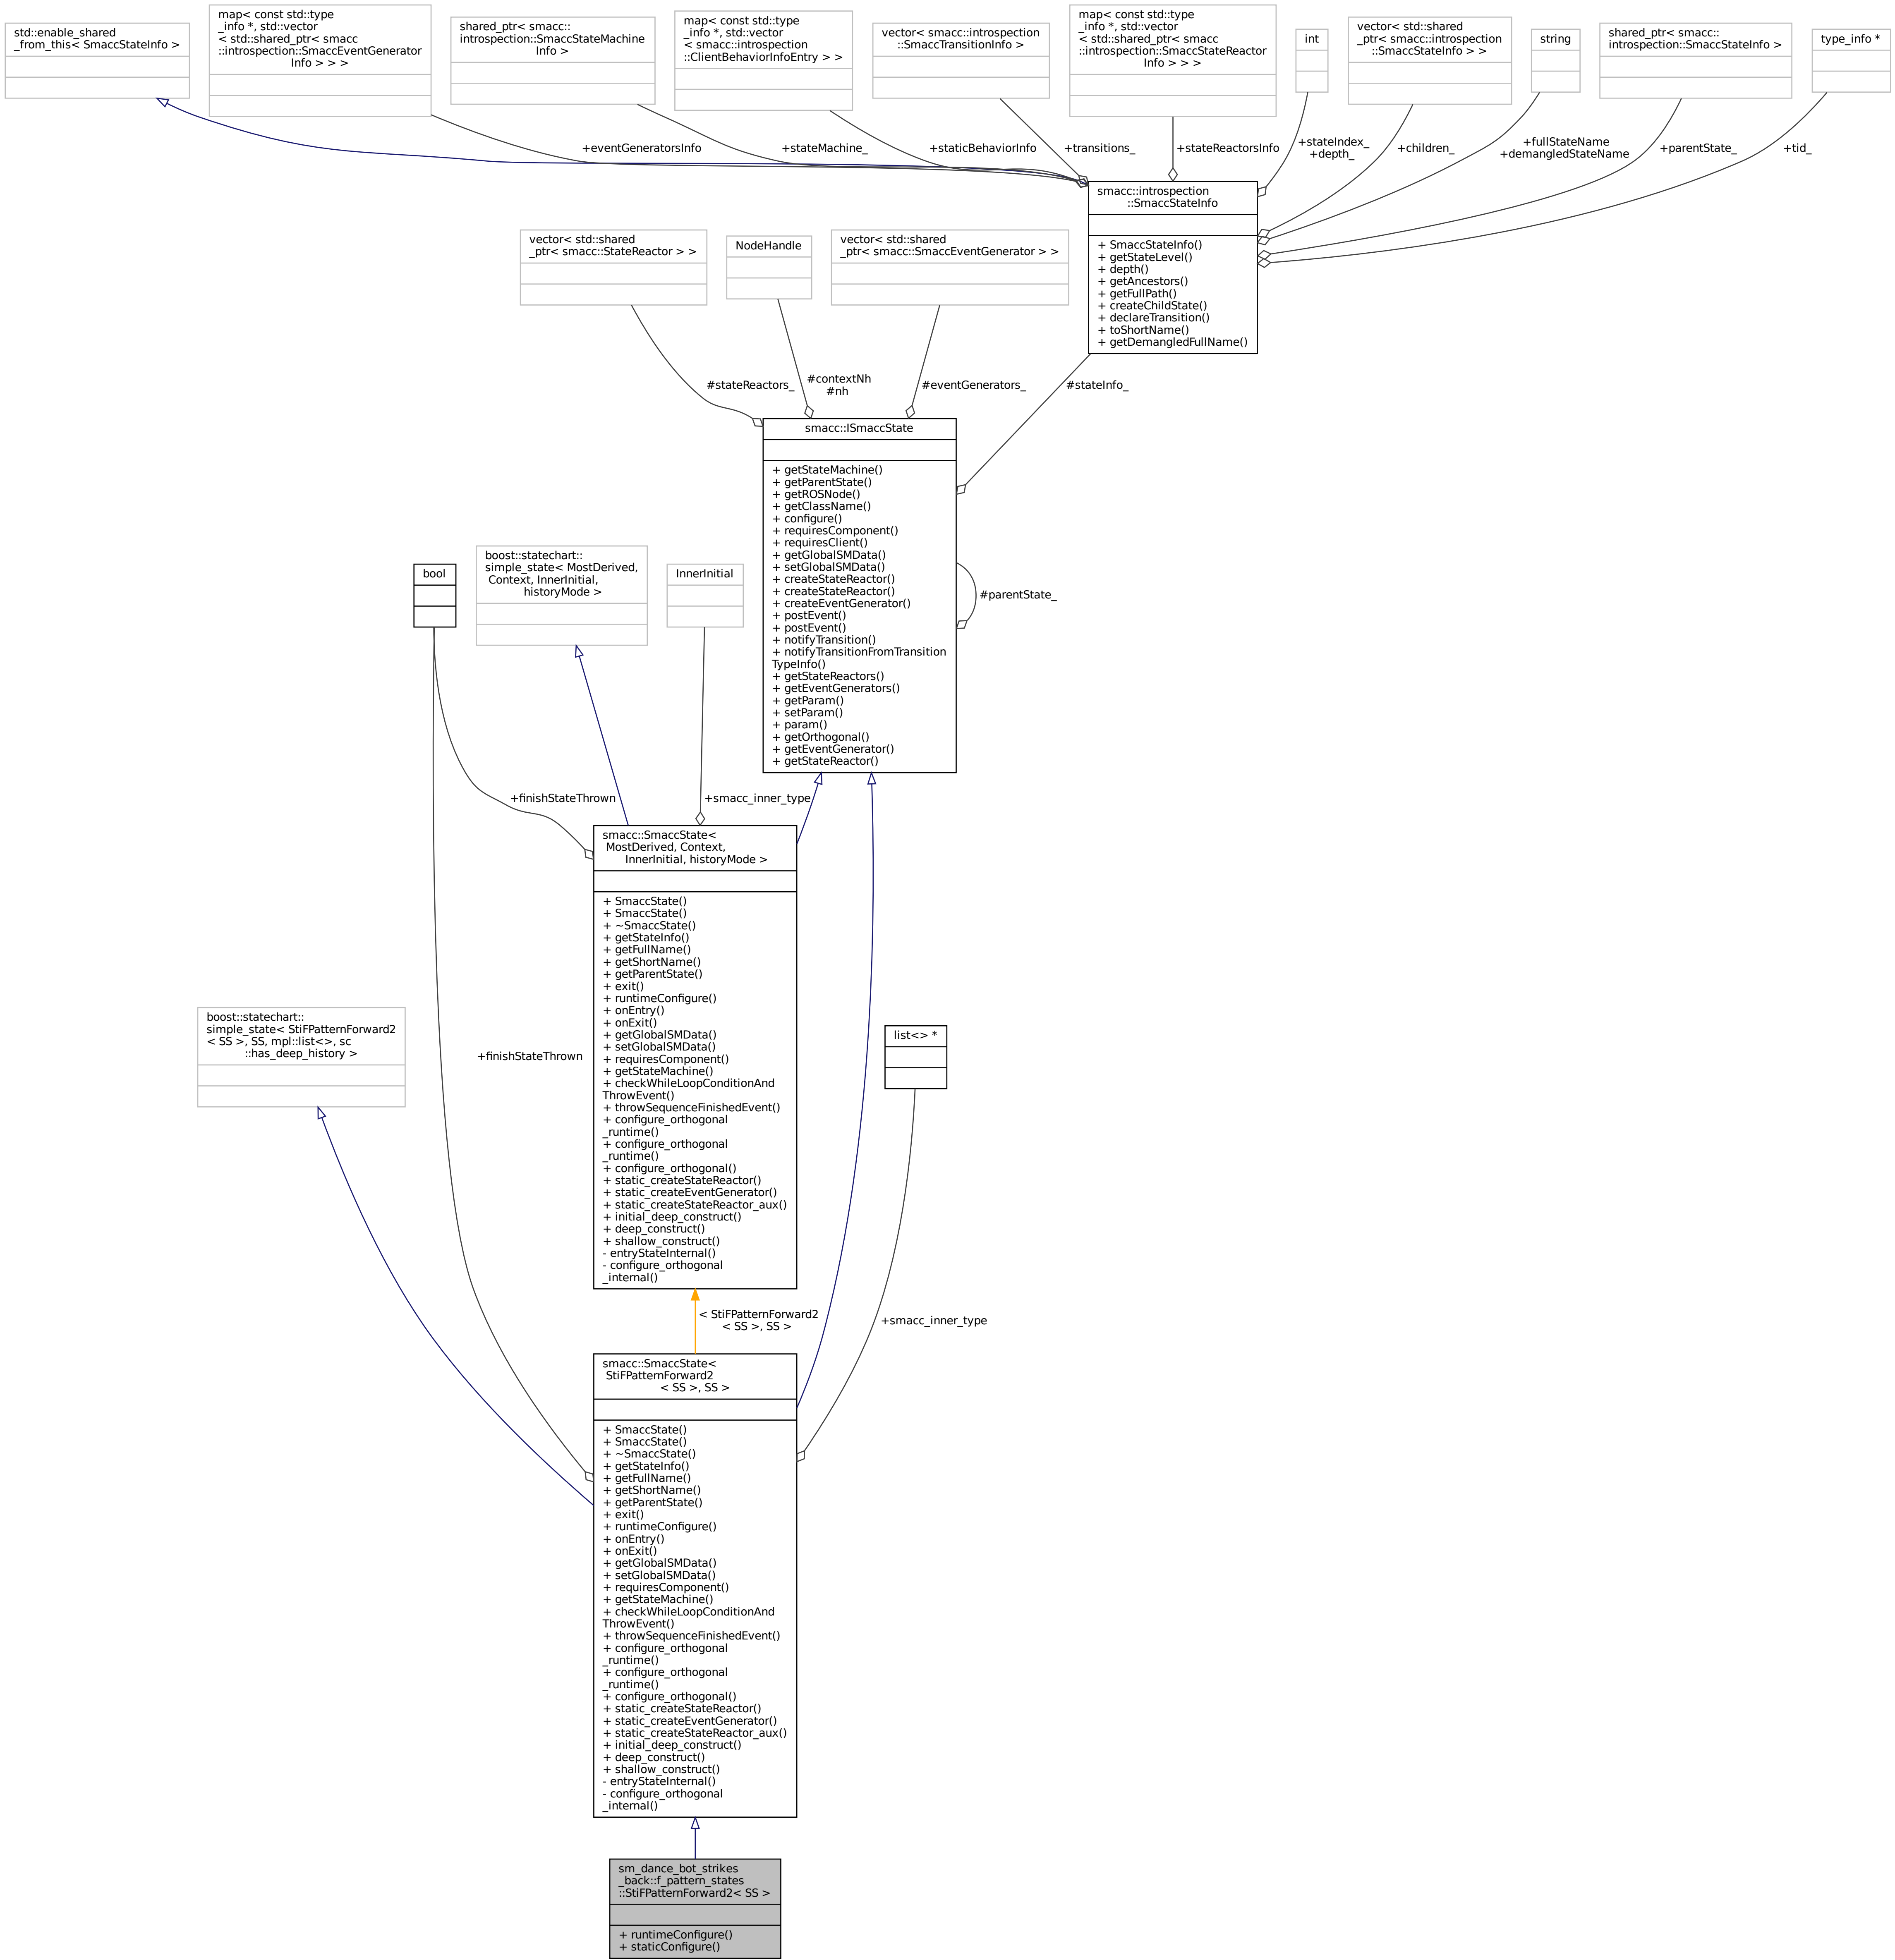 std::enable_shared
_from_this< SmaccStateInfo >
map< const std::type
_info *, std::vector
< std::shared_ptr< smacc
::introspection::SmaccEventGenerator
Info > > >
shared_ptr< smacc::
introspection::SmaccStateMachine
Info >
map< const std::type
_info *, std::vector
< smacc::introspection
::ClientBehaviorInfoEntry > >
vector< smacc::introspection
::SmaccTransitionInfo >
map< const std::type
_info *, std::vector
< std::shared_ptr< smacc
::introspection::SmaccStateReactor
Info > > >
int
vector< std::shared
_ptr< smacc::introspection
::SmaccStateInfo > >
string
shared_ptr< smacc::
introspection::SmaccStateInfo >
type_info *
+eventGeneratorsInfo
+stateMachine_
+staticBehaviorInfo
+transitions_
+stateReactorsInfo
+stateIndex_
+depth_
+children_
+fullStateName
+demangledStateName
+parentState_
+tid_
smacc::introspection
::SmaccStateInfo
+ SmaccStateInfo()
+ getStateLevel()
+ depth()
+ getAncestors()
+ getFullPath()
+ createChildState()
+ declareTransition()
+ toShortName()
+ getDemangledFullName()
vector< std::shared
_ptr< smacc::StateReactor > >
NodeHandle
vector< std::shared
_ptr< smacc::SmaccEventGenerator > >
#stateReactors_
#contextNh
#nh
#eventGenerators_
#stateInfo_
smacc::ISmaccState
+ getStateMachine()
+ getParentState()
+ getROSNode()
+ getClassName()
+ configure()
+ requiresComponent()
+ requiresClient()
+ getGlobalSMData()
+ setGlobalSMData()
+ createStateReactor()
+ createStateReactor()
+ createEventGenerator()
+ postEvent()
+ postEvent()
+ notifyTransition()
+ notifyTransitionFromTransition
TypeInfo()
+ getStateReactors()
+ getEventGenerators()
+ getParam()
+ setParam()
+ param()
+ getOrthogonal()
+ getEventGenerator()
+ getStateReactor()
#parentState_
bool
boost::statechart::
simple_state< MostDerived,
Context, InnerInitial,
historyMode >
InnerInitial
+finishStateThrown
+smacc_inner_type
smacc::SmaccState<
MostDerived, Context,
InnerInitial, historyMode >
+ SmaccState()
+ SmaccState()
+ ~SmaccState()
+ getStateInfo()
+ getFullName()
+ getShortName()
+ getParentState()
+ exit()
+ runtimeConfigure()
+ onEntry()
+ onExit()
+ getGlobalSMData()
+ setGlobalSMData()
+ requiresComponent()
+ getStateMachine()
+ checkWhileLoopConditionAnd
ThrowEvent()
+ throwSequenceFinishedEvent()
+ configure_orthogonal
_runtime()
+ configure_orthogonal
_runtime()
+ configure_orthogonal()
+ static_createStateReactor()
+ static_createEventGenerator()
+ static_createStateReactor_aux()
+ initial_deep_construct()
+ deep_construct()
+ shallow_construct()
- entryStateInternal()
- configure_orthogonal
_internal()
boost::statechart::
simple_state< StiFPatternForward2
< SS >, SS, mpl::list<>, sc
::has_deep_history >
+finishStateThrown
list<> *
< StiFPatternForward2
< SS >, SS >
+smacc_inner_type
smacc::SmaccState<
StiFPatternForward2
< SS >, SS >
+ SmaccState()
+ SmaccState()
+ ~SmaccState()
+ getStateInfo()
+ getFullName()
+ getShortName()
+ getParentState()
+ exit()
+ runtimeConfigure()
+ onEntry()
+ onExit()
+ getGlobalSMData()
+ setGlobalSMData()
+ requiresComponent()
+ getStateMachine()
+ checkWhileLoopConditionAnd
ThrowEvent()
+ throwSequenceFinishedEvent()
+ configure_orthogonal
_runtime()
+ configure_orthogonal
_runtime()
+ configure_orthogonal()
+ static_createStateReactor()
+ static_createEventGenerator()
+ static_createStateReactor_aux()
+ initial_deep_construct()
+ deep_construct()
+ shallow_construct()
- entryStateInternal()
- configure_orthogonal
_internal()
sm_dance_bot_strikes
_back::f_pattern_states
::StiFPatternForward2< SS >
+ runtimeConfigure()
+ staticConfigure()